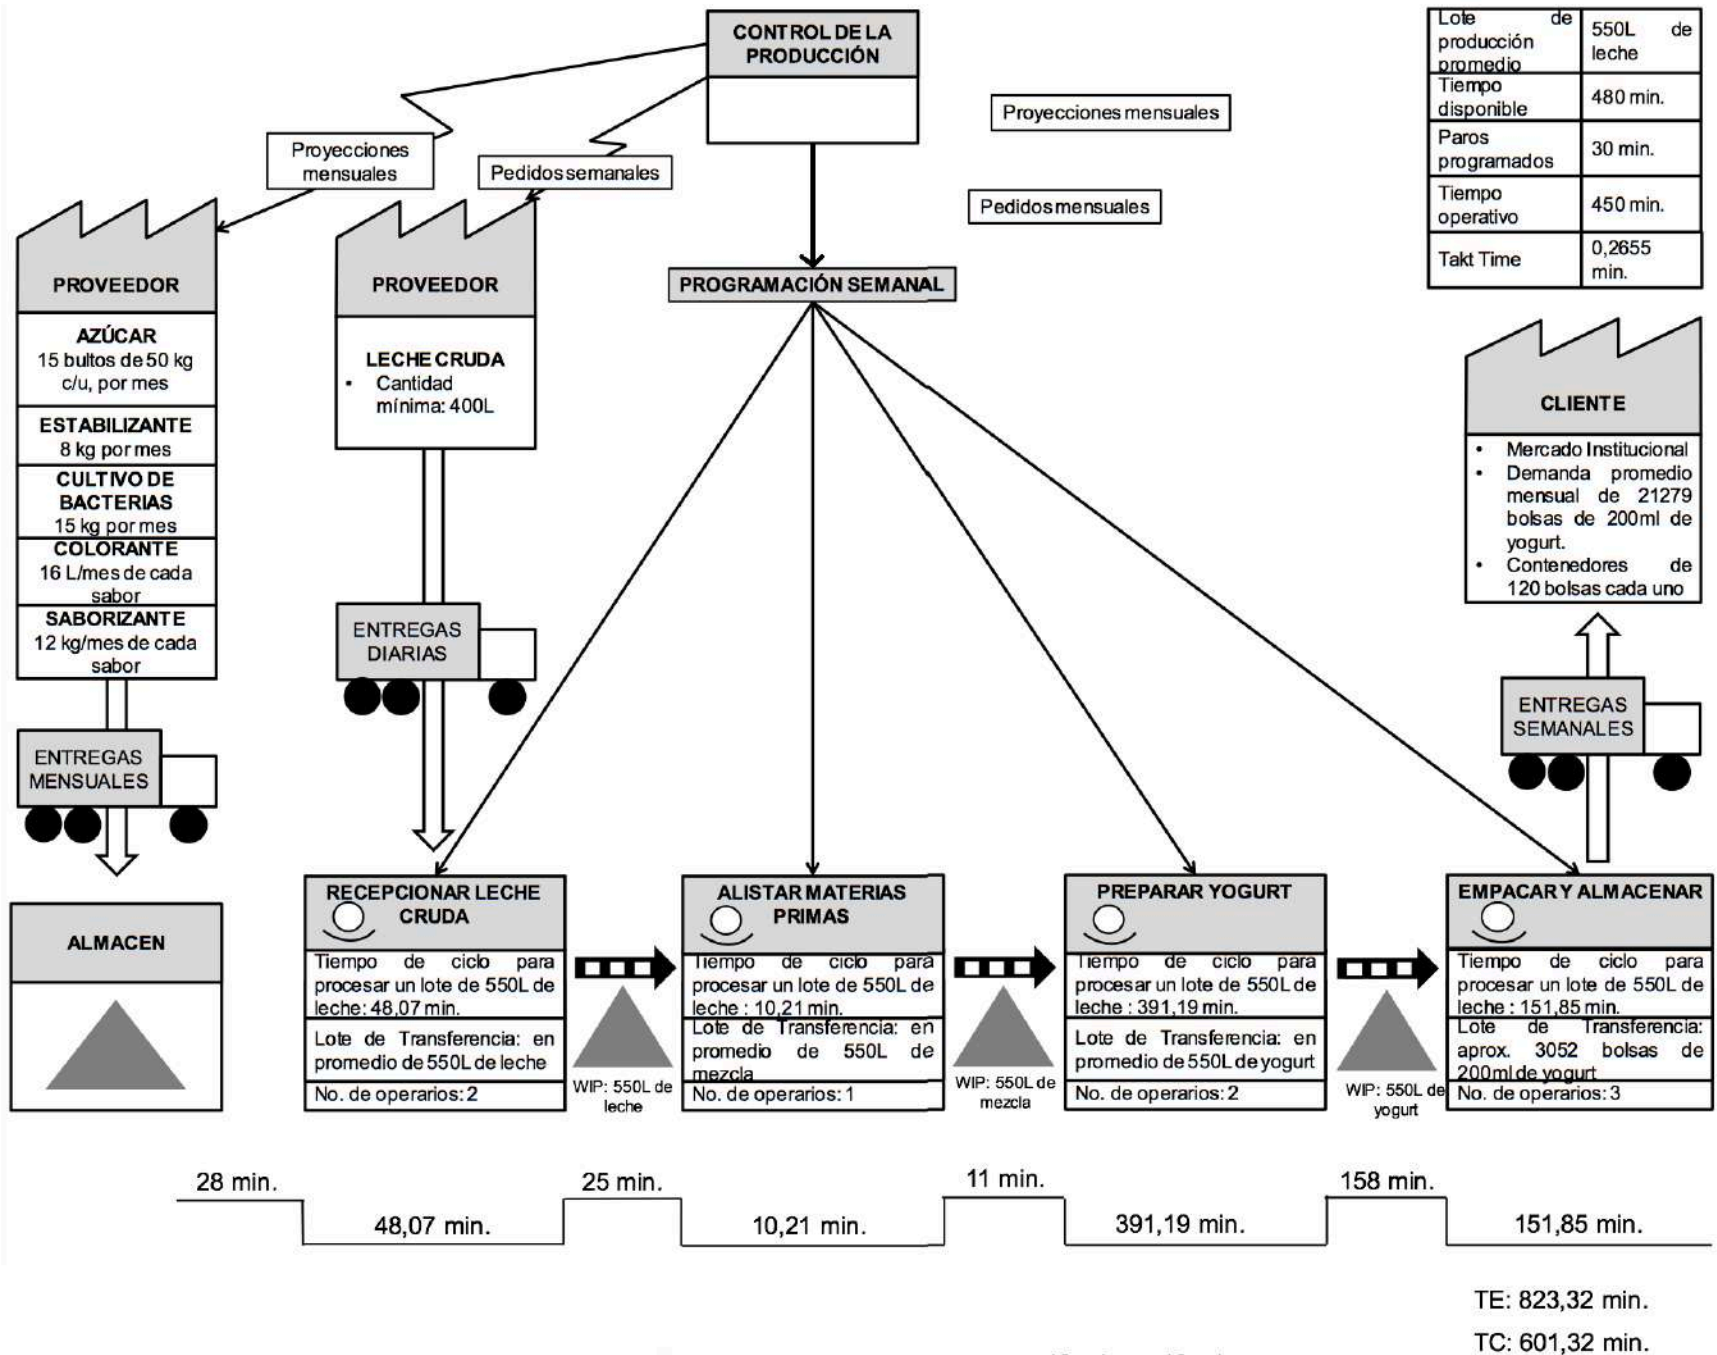 CONTROL DE LA
PRODUCCIÓN
Proyecciones mensuales
Pedidos mensuales
Proyecciones
mensuales
Pedidos semanales
Lote de
producción
promedio
550L de
leche
Tiempo
disponible
480 min.
Paros
programados
30 min.
Tiempo
operativo
450 min.
Takt Time
0,2655
min.
PROVEEDOR
AZÚCAR
15 bultos de 50 kg
c/u, por mes
ESTABILIZANTE
8 kg por mes
CULTIVO DE
BACTERIAS
15 kg por mes
COLORANTE
16 L/mes de cada
sabor
SABORIZANTE
12 kg/mes de cada
sabor
ENTREGAS
MENSUALES
ALMACEN
PROVEEDOR
LECHE CRUDA
• Cantidad
mínima: 400L
ENTREGAS
DIARIAS
PROGRAMACIÓN SEMANAL
CLIENTE
• Mercado Institucional
• Demanda promedio
mensual de 21279
bolsas de 200ml de
yogurt.
• Contenedores de
120 bolsas cada uno
ENTREGAS
SEMANALES
RECEPCIONAR LECHE
CRUDA
Tiempo de ciclo para
procesar un lote de 550L de
leche: 48,07 min.
Lote de Transferencia: en
promedio de 550L de leche
No. de operarios: 2
WIP: 550L de
leche
ALISTAR MATERIAS
PRIMAS
Tiempo de ciclo para
procesar un lote de 550L de
leche : 10,21 min.
Lote de Transferencia: en
promedio de 550L de
mezcla
No. de operarios: 1
WIP: 550L de
mezcla
PREPARAR YOGURT
Tiempo de ciclo para
procesar un lote de 550L de
leche : 391,19 min.
Lote de Transferencia: en
promedio de 550L de yogurt
No. de operarios: 2
WIP: 550L de
yogurt
EMPACAR Y ALMACENAR
Tiempo de ciclo para
procesar un lote de 550L de
leche : 151,85 min.
Lote de Transferencia:
aprox. 3052 bolsas de
200ml de yogurt
No. de operarios: 3
28 min.
48,07 min.
25 min.
10,21 min.
11 min.
391,19 min.
158 min.
151,85 min.
TE: 823,32 min.
TC: 601,32 min.